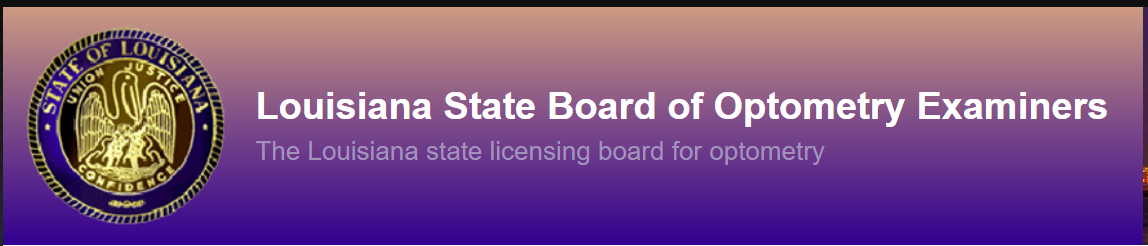 STATE OF LOUISIANA
UNION JUSTICE
CONFIDENCE
Louisiana State Board of Optometry Examiners
The Louisiana state licensing board for optometry